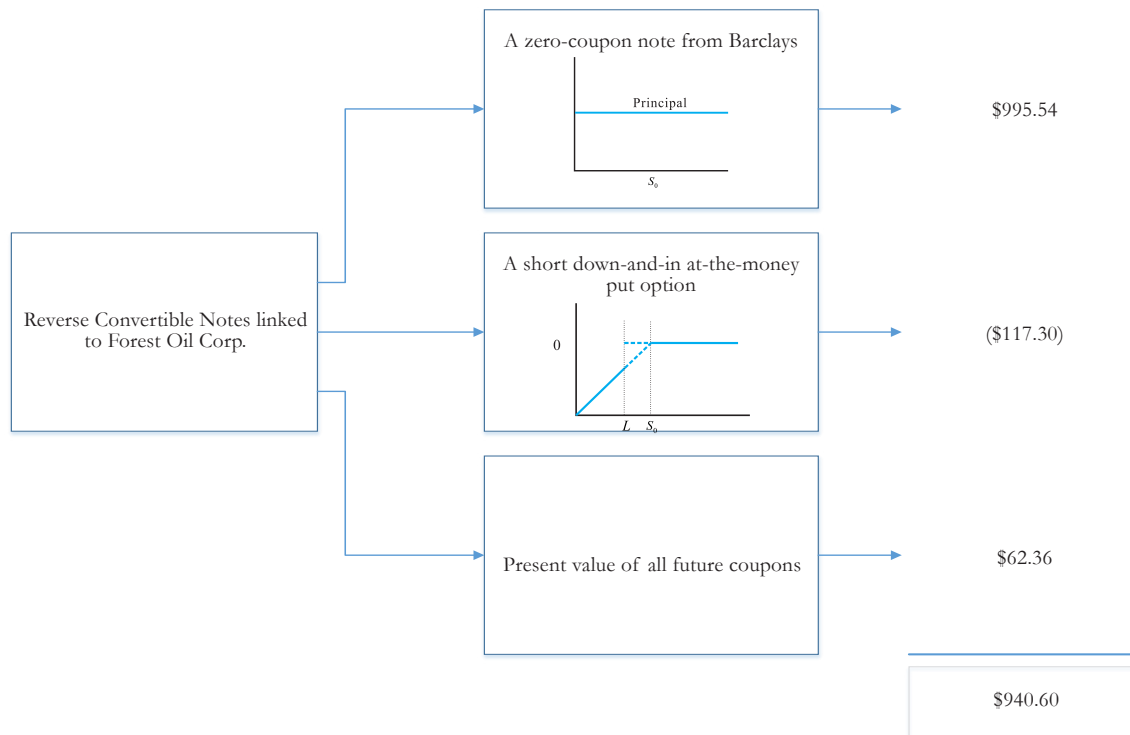 A zero-coupon note from Barclays
Principal
S₀
$995.54
Reverse Convertible Notes linked
to Forest Oil Corp.
A short down-and-in at-the-money
put option
0
L S₀
($117.30)
Present value of all future coupons
$62.36
$940.60